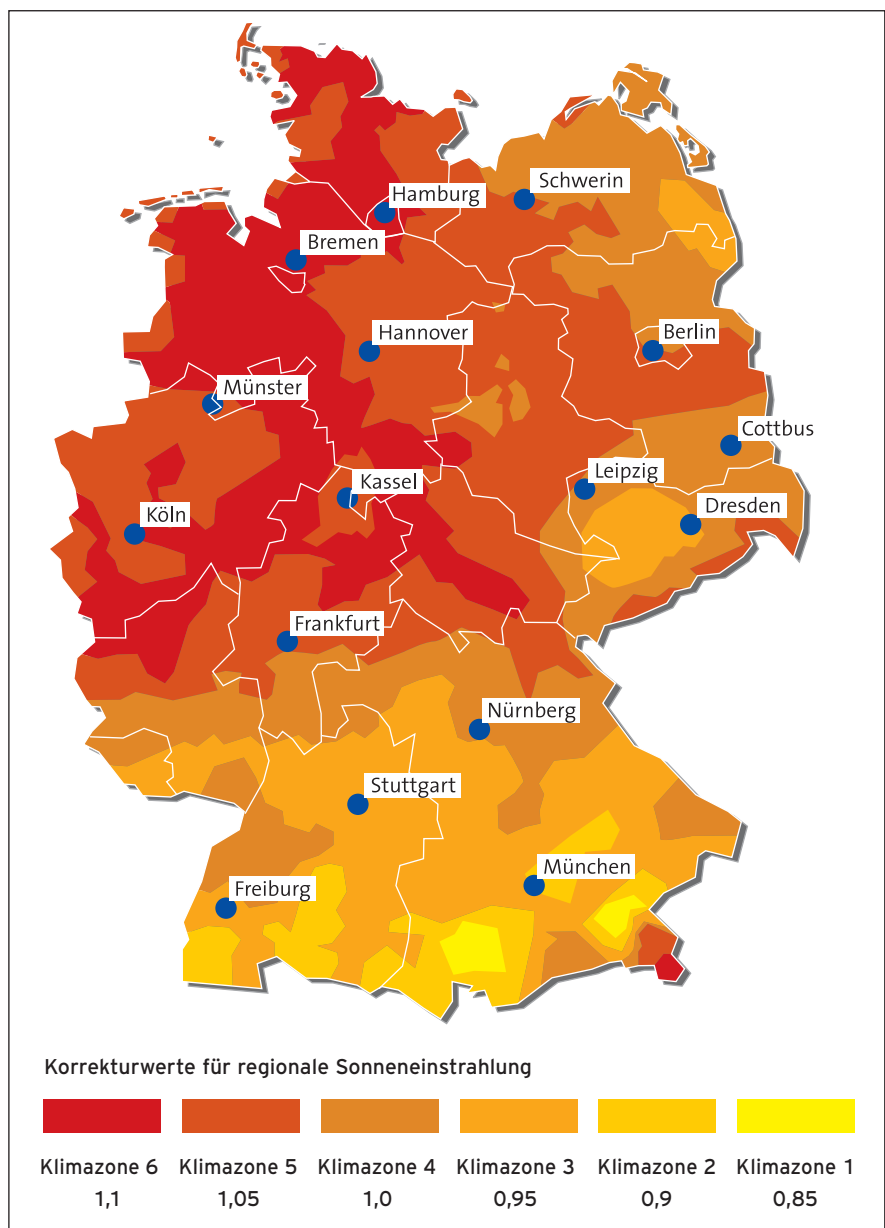 Schwerin
Hamburg
Bremen
Hannover
Berlin
Münster
Cottbus
Leipzig
Kassel
Dresden
Köln
Frankfurt
Nürnberg
Stuttgart
München
Freiburg
Korrekturwerte für regionale Sonneneinstrahlung
Klimazone 6 Klimazone 5 Klimazone 4 Klimazone 3 Klimazone 2 Klimazone 1
1,1 1,05 1,0 0,95 0,9 0,85